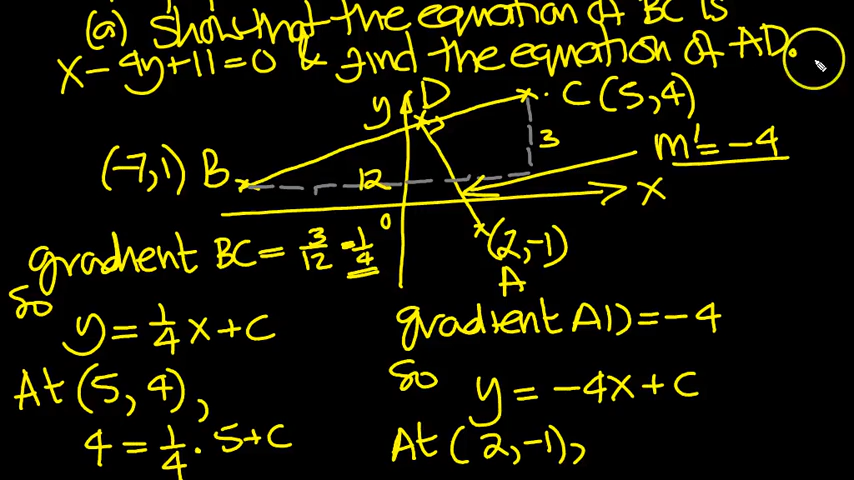 (a) show that the equation of BC is
x - 4y + 11 = 0 & find the equation of AD.
y D C (5, 4)
3
m' = -4
(-7, 1) B
12
x
0
(2, -1)
A
gradient BC = 3/12 = 1/4
so
y = 1/4 x + C
At (5, 4),
4 = 1/4 . 5 + C
gradient AD = -4
so
y = -4x + C
At (2, -1),